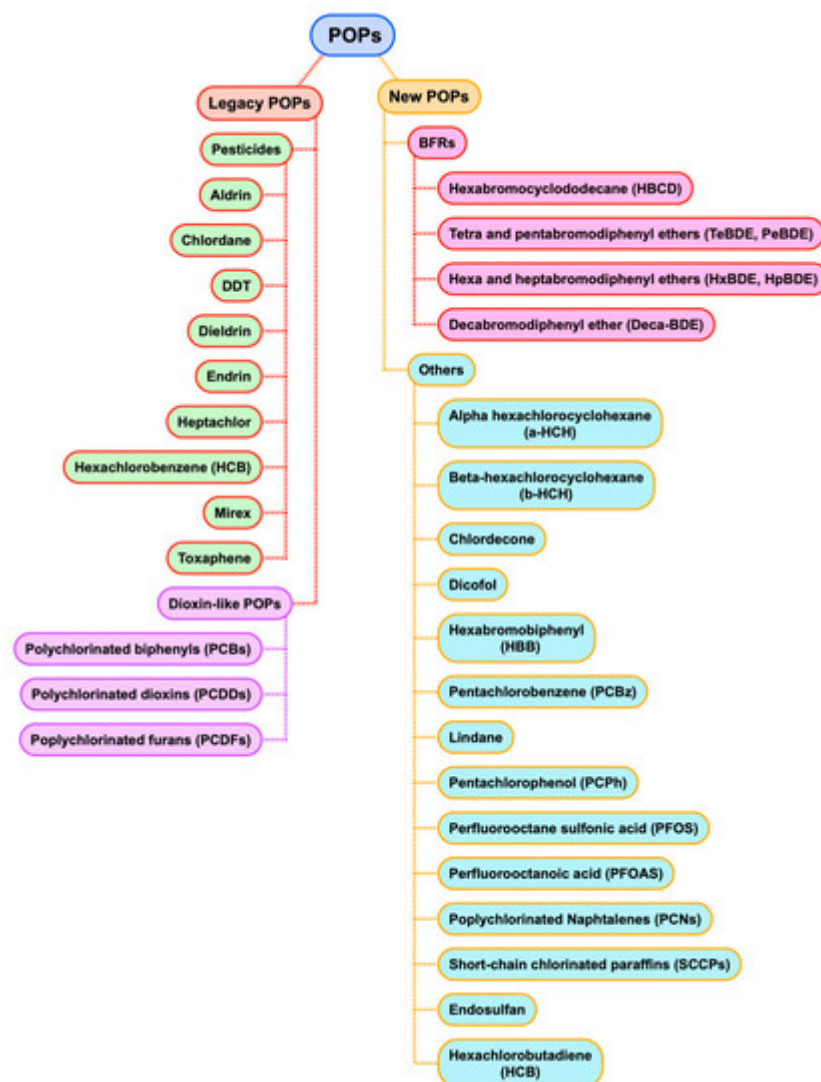 POPs
Legacy POPs
Pesticides
Aldrin
Chlordane
DDT
Dieldrin
Endrin
Heptachlor
Hexachlorobenzene (HCB)
Mirex
Toxaphene
Dioxin-like POPs
Polychlorinated biphenyls (PCBs)
Polychlorinated dioxins (PCDDs)
Poplychlorinated furans (PCDFs)
New POPs
BFRs
Hexabromocyclododecane (HBCD)
Tetra and pentabromodiphenyl ethers (TeBDE, PeBDE)
Hexa and heptabromodiphenyl ethers (HxBDE, HpBDE)
Decabromodiphenyl ether (Deca-BDE)
Others
Alpha hexachlorocyclohexane
(a-HCH)
Beta-hexachlorocyclohexane
(b-HCH)
Chlordecone
Dicofol
Hexabromobiphenyl
(HBB)
Pentachlorobenzene (PCBz)
Lindane
Pentachlorophenol (PCPh)
Perfluorooctane sulfonic acid (PFOS)
Perfluorooctanoic acid (PFOAS)
Poplychlorinated Naphtalenes (PCNs)
Short-chain chlorinated paraffins (SCCPs)
Endosulfan
Hexachlorobutadiene
(HCB)